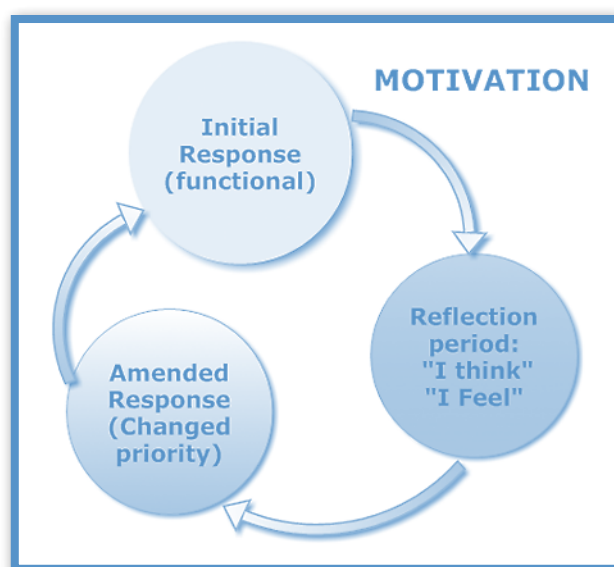 MOTIVATION
Initial
Response
(functional)
Reflection
period:
"I think"
"I Feel"
Amended
Response
(Changed
priority)